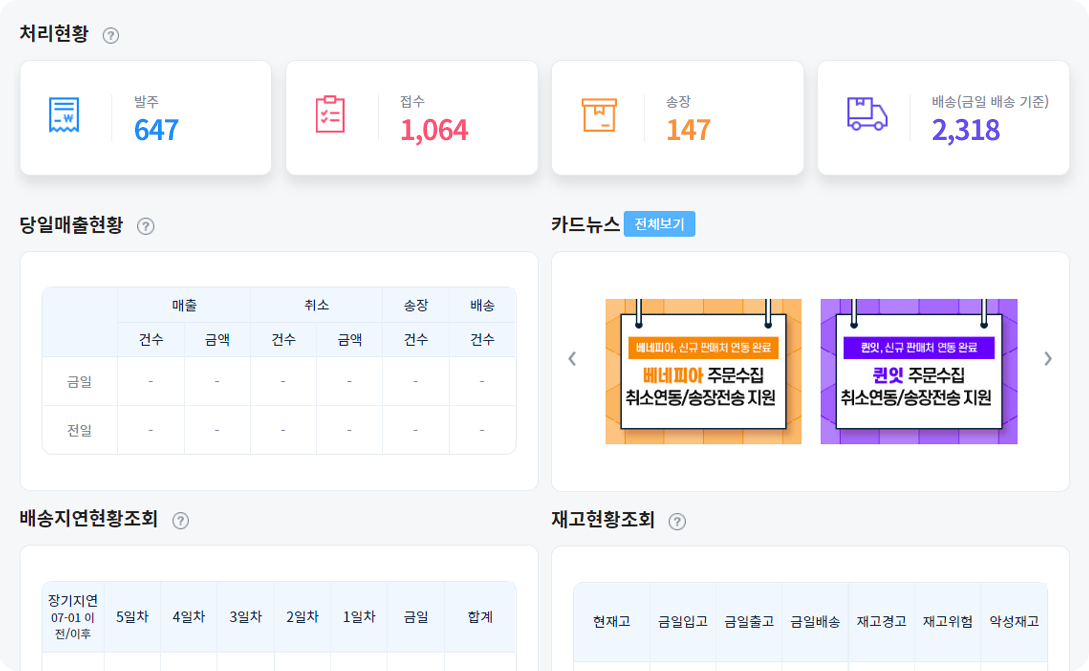 처리현황 ?
발주
647
접수
1,064
송장
147
배송(금일 배송 기준)
2,318
당일매출현황 ?
매출 취소 송장 배송
건수 금액 건수 금액 건수 건수
금일 - - - - - -
전일 - - - - - -
카드뉴스 전체보기
베네피아, 신규 판매처 연동 완료
베네피아 주문수집
취소연동/송장전송 지원
퀸잇, 신규 판매처 연동 완료
퀸잇 주문수집
취소연동/송장전송 지원
배송지연현황조회 ?
장기지연
07-01 이
전/이후
5일차 4일차 3일차 2일차 1일차 금일 합계
재고현황조회 ?
현재고 금일입고 금일출고 금일배송 재고경고 재고위험 악성재고